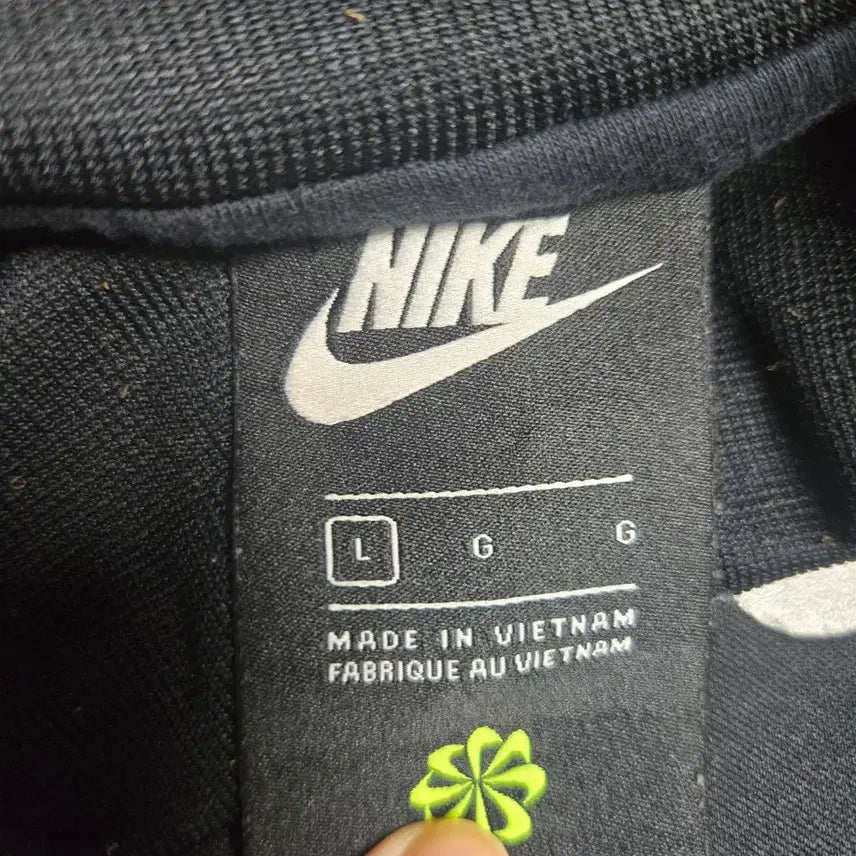 NIKE
L G G
MADE IN VIETNAM
FABRIQUE AU VIETNAM